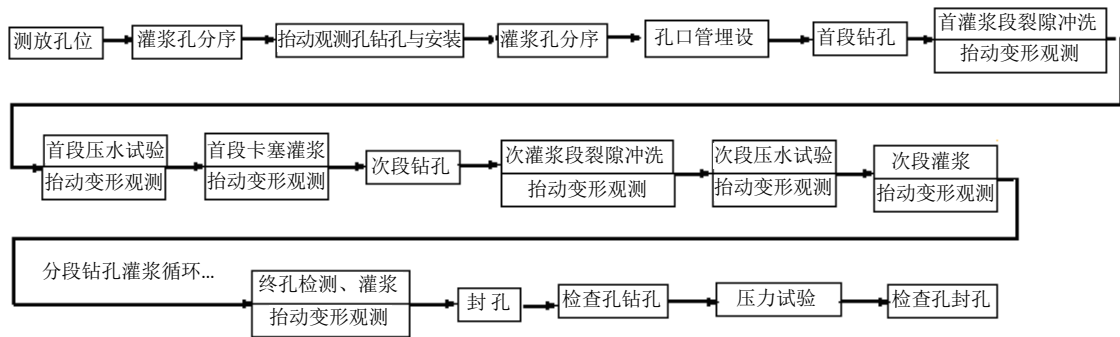 测放孔位
灌浆孔分序
抬动观测孔钻孔与安装
灌浆孔分序
孔口管埋设
首段钻孔
首灌浆段裂隙冲洗
抬动变形观测
首段压水试验
抬动变形观测
首段卡塞灌浆
抬动变形观测
次段钻孔
次灌浆段裂隙冲洗
抬动变形观测
次段压水试验
抬动变形观测
次段灌浆
抬动变形观测
分段钻孔灌浆循环...
终孔检测、灌浆
抬动变形观测
封 孔
检查孔钻孔
压力试验
检查孔封孔